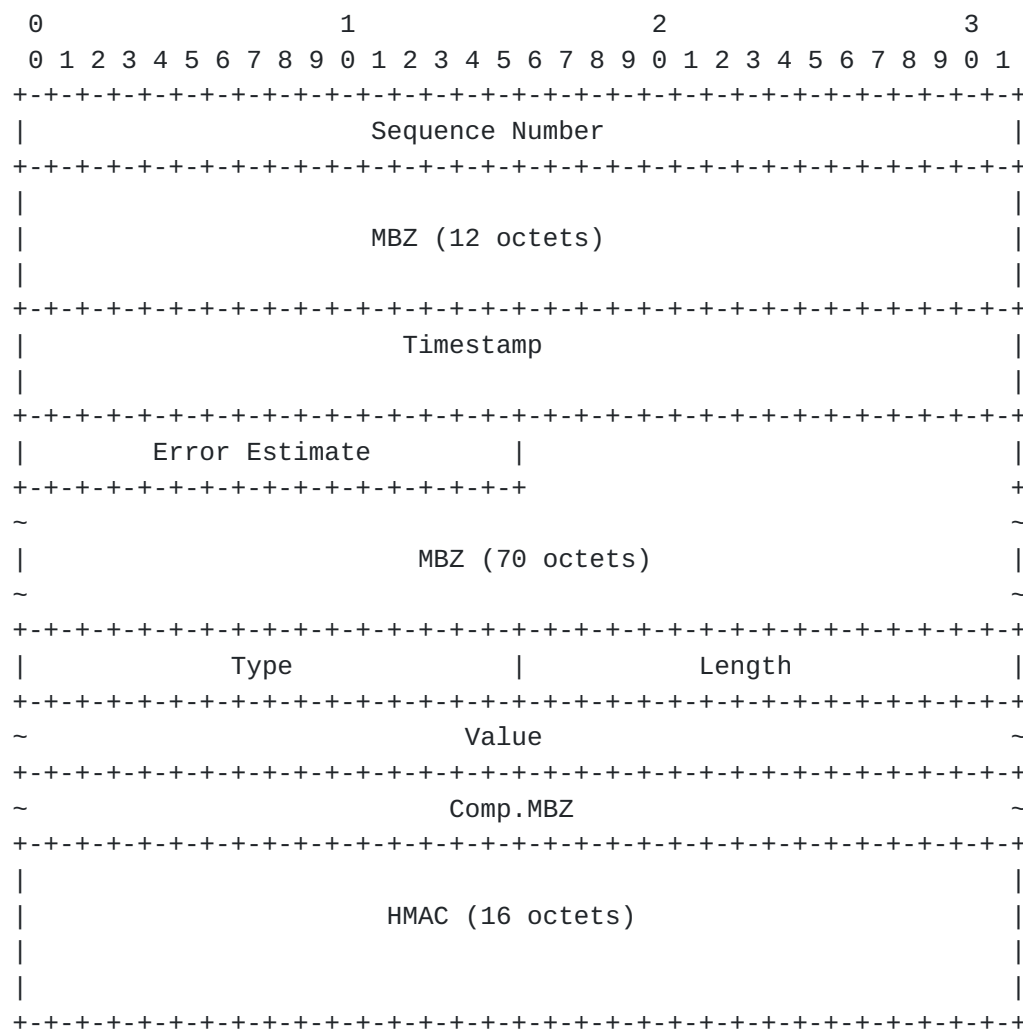 0                   1                   2                   3
 0 1 2 3 4 5 6 7 8 9 0 1 2 3 4 5 6 7 8 9 0 1 2 3 4 5 6 7 8 9 0 1
+-+-+-+-+-+-+-+-+-+-+-+-+-+-+-+-+-+-+-+-+-+-+-+-+-+-+-+-+-+-+-+-+
|                      Sequence Number                          |
+-+-+-+-+-+-+-+-+-+-+-+-+-+-+-+-+-+-+-+-+-+-+-+-+-+-+-+-+-+-+-+-+
|                                                               |
|                      MBZ (12 octets)                          |
|                                                               |
+-+-+-+-+-+-+-+-+-+-+-+-+-+-+-+-+-+-+-+-+-+-+-+-+-+-+-+-+-+-+-+-+
|                        Timestamp                              |
|                                                               |
+-+-+-+-+-+-+-+-+-+-+-+-+-+-+-+-+-+-+-+-+-+-+-+-+-+-+-+-+-+-+-+-+
|        Error Estimate         |                               |
+-+-+-+-+-+-+-+-+-+-+-+-+-+-+-+-+                               +
~                                                               ~
|                         MBZ (70 octets)                       |
~                                                               ~
+-+-+-+-+-+-+-+-+-+-+-+-+-+-+-+-+-+-+-+-+-+-+-+-+-+-+-+-+-+-+-+-+
|             Type              |           Length              |
+-+-+-+-+-+-+-+-+-+-+-+-+-+-+-+-+-+-+-+-+-+-+-+-+-+-+-+-+-+-+-+-+
~                            Value                              ~
+-+-+-+-+-+-+-+-+-+-+-+-+-+-+-+-+-+-+-+-+-+-+-+-+-+-+-+-+-+-+-+-+
~                           Comp.MBZ                            ~
+-+-+-+-+-+-+-+-+-+-+-+-+-+-+-+-+-+-+-+-+-+-+-+-+-+-+-+-+-+-+-+-+
|                                                               |
|                       HMAC (16 octets)                        |
|                                                               |
|                                                               |
+-+-+-+-+-+-+-+-+-+-+-+-+-+-+-+-+-+-+-+-+-+-+-+-+-+-+-+-+-+-+-+-+